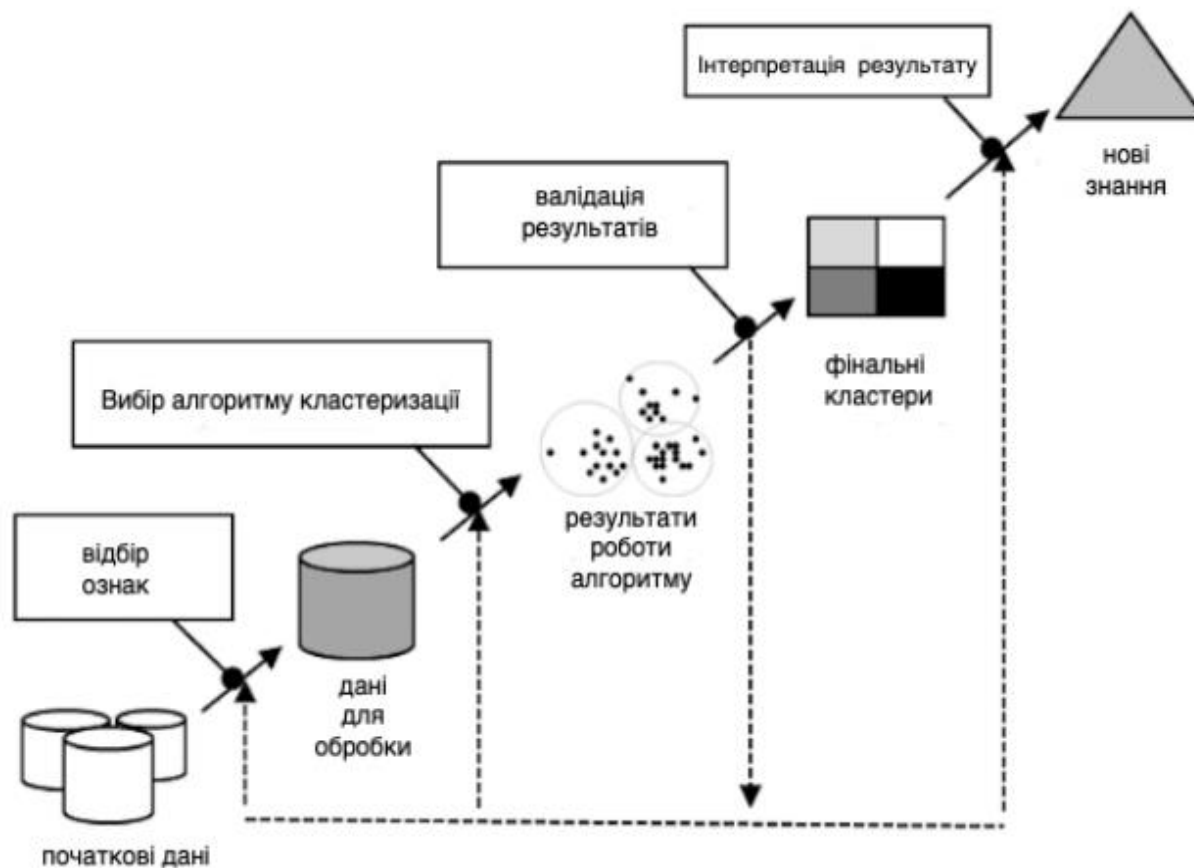 Інтерпретація результату
нові
знання
валідація
результатів
фінальні
кластери
Вибір алгоритму кластеризації
результати
роботи
алгоритму
відбір
ознак
дані
для
обробки
початкові дані